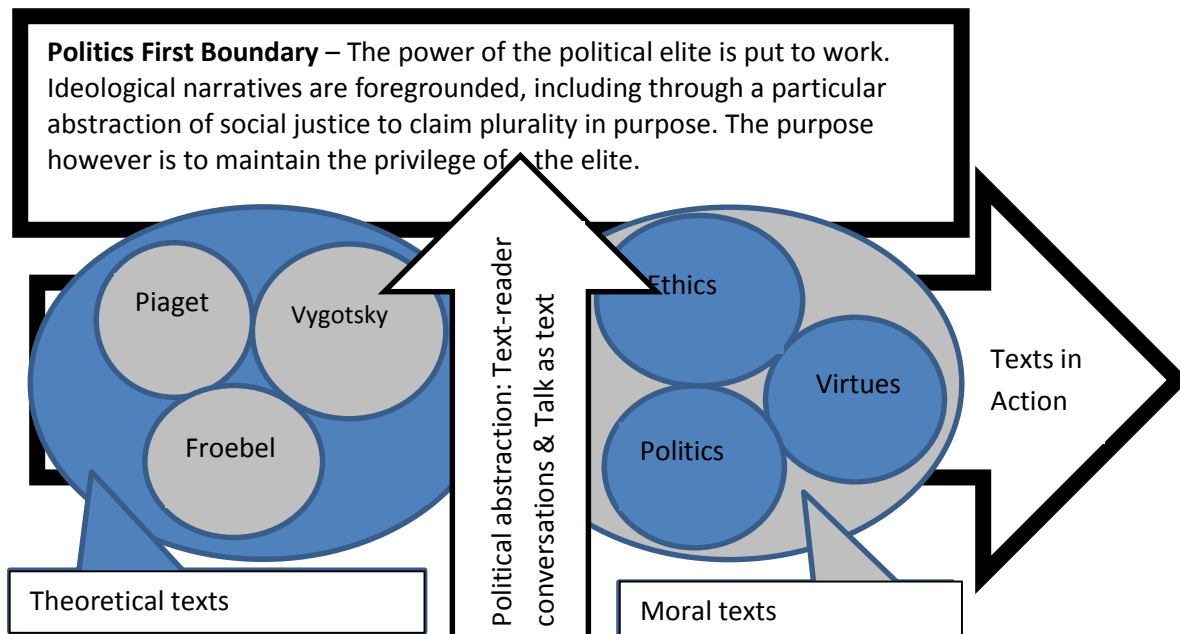 Politics First Boundary – The power of the political elite is put to work.
Ideological narratives are foregrounded, including through a particular
abstraction of social justice to claim plurality in purpose. The purpose
however is to maintain the privilege of the elite.
Piaget
Vygotsky
Froebel
Theoretical texts
Political abstraction: Text-reader
conversations & Talk as text
Ethics
Virtues
Politics
Moral texts
Texts in
Action